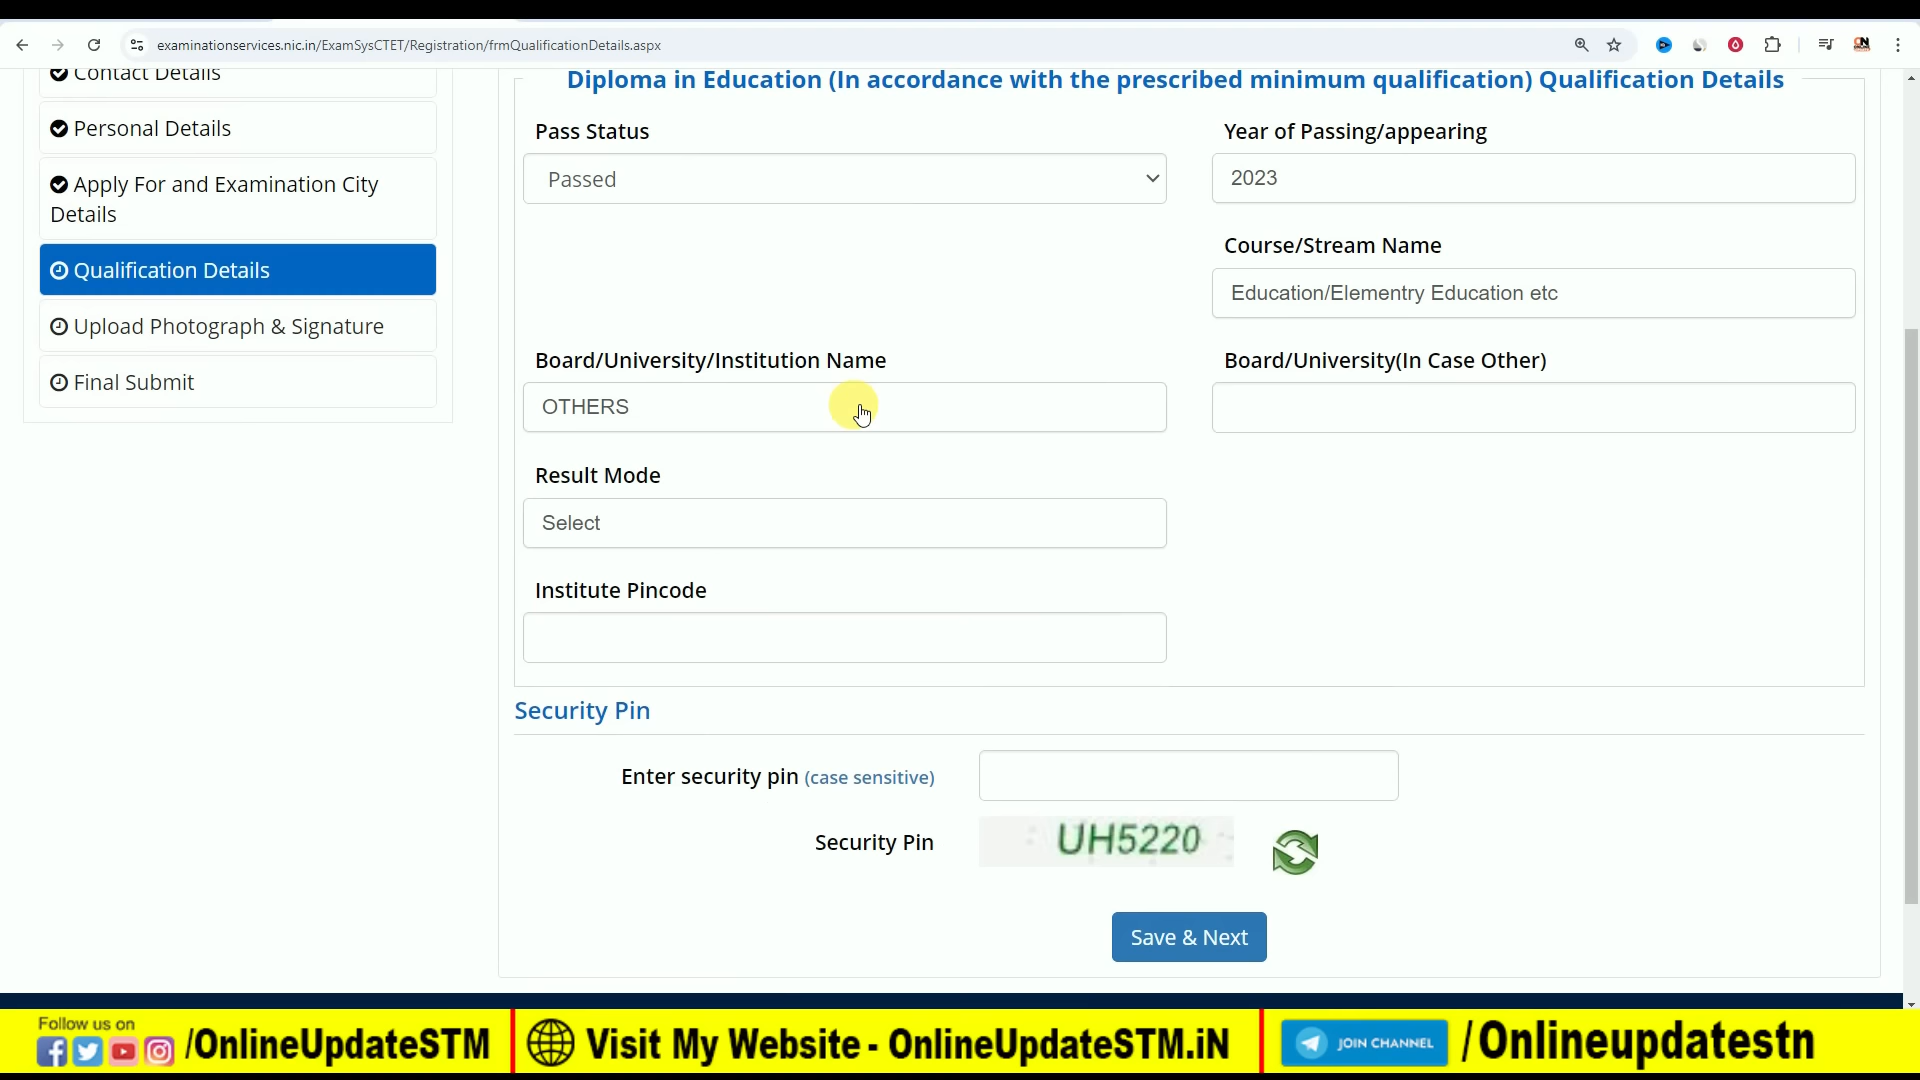 examinationservices.nic.in/ExamSysCTET/Registration/frmQualificationDetails.aspx
Contact Details
Personal Details
Apply For and Examination City
Details
Qualification Details
Upload Photograph & Signature
Final Submit
Diploma in Education (In accordance with the prescribed minimum qualification) Qualification Details
Pass Status
Year of Passing/appearing
Passed
2023
Course/Stream Name
Education/Elementry Education etc
Board/University/Institution Name
Board/University(In Case Other)
OTHERS
Result Mode
Select
Institute Pincode
Security Pin
Enter security pin (case sensitive)
Security Pin
UH5220
Save & Next
Follow us on
/OnlineUpdateSTM
Visit My Website - OnlineUpdateSTM.iN
JOIN CHANNEL
/Onlineupdatestn